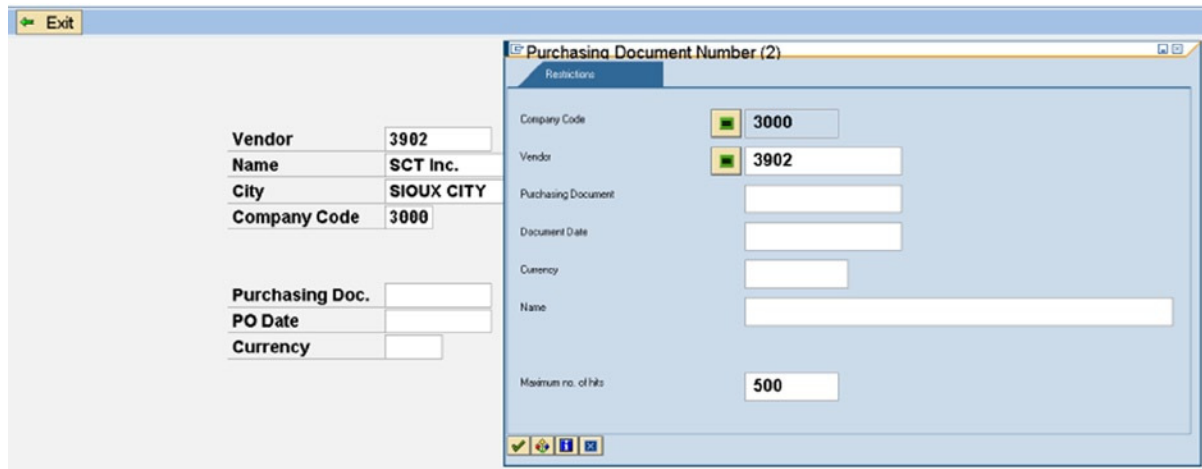 Exit
Vendor 3902
Name SCT Inc.
City SIOUX CITY
Company Code 3000
Purchasing Doc.
PO Date
Currency
Purchasing Document Number (2)
Restrictions
Company Code 3000
Vendor 3902
Purchasing Document
Document Date
Currency
Name
Maximum no. of hits 500